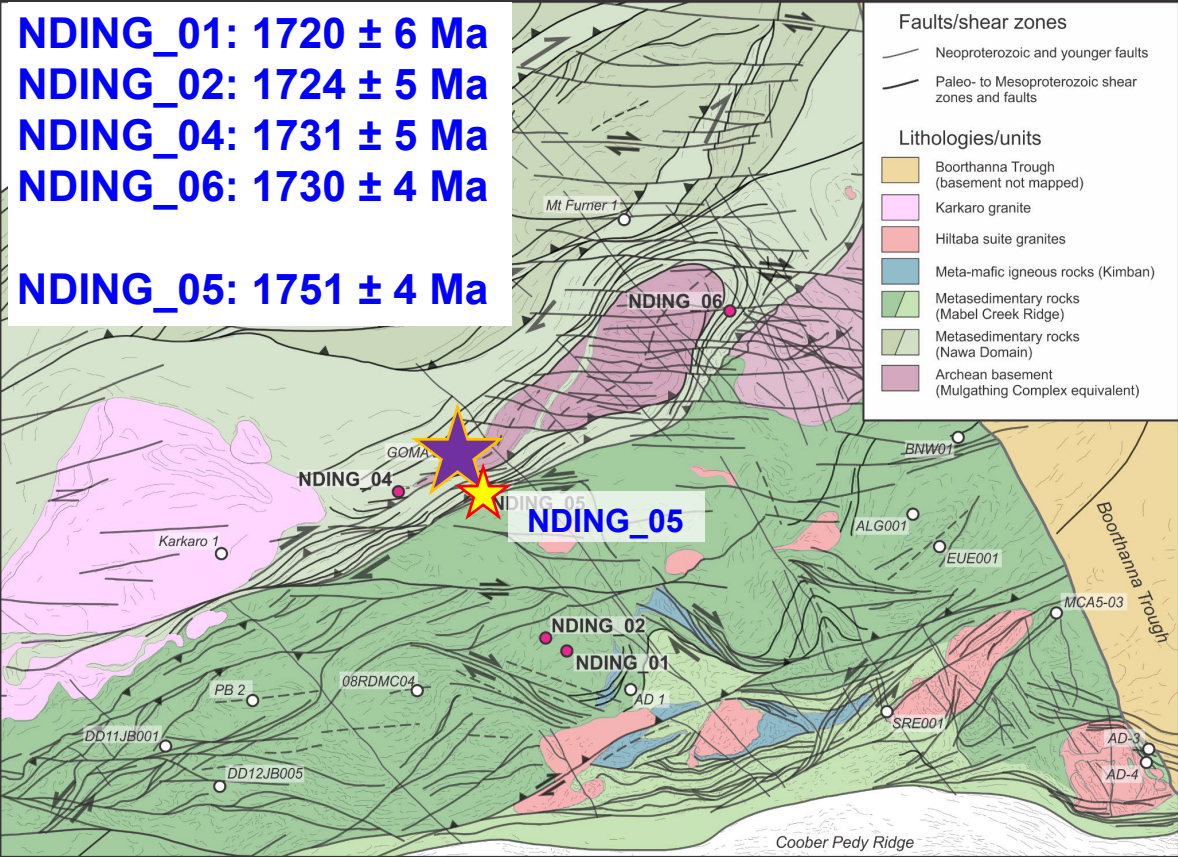 NDING_01: 1720 ± 6 Ma
NDING_02: 1724 ± 5 Ma
NDING_04: 1731 ± 5 Ma
NDING_06: 1730 ± 4 Ma
NDING_05: 1751 ± 4 Ma
Faults/shear zones
Neoproterozoic and younger faults
Paleo- to Mesoproterozoic shear
zones and faults
Lithologies/units
Boorthanna Trough
(basement not mapped)
Karkaro granite
Hiltaba suite granites
Meta-mafic igneous rocks (Kimban)
Metasedimentary rocks
(Mabel Creek Ridge)
Metasedimentary rocks
(Nawa Domain)
Archean basement
(Mulgathing Complex equivalent)
Mt Furner 1
NDING_06
GOMA
NDING_04
NDING_05
NDING_05
BNW01
ALG001
EUE001
Karkaro 1
Boorthanna Trough
MCA5-03
NDING_02
NDING_01
PB 2
08RDMC04
AD 1
SRE001
DD11JB001
DD12JB005
AD-3
AD-4
Coober Pedy Ridge